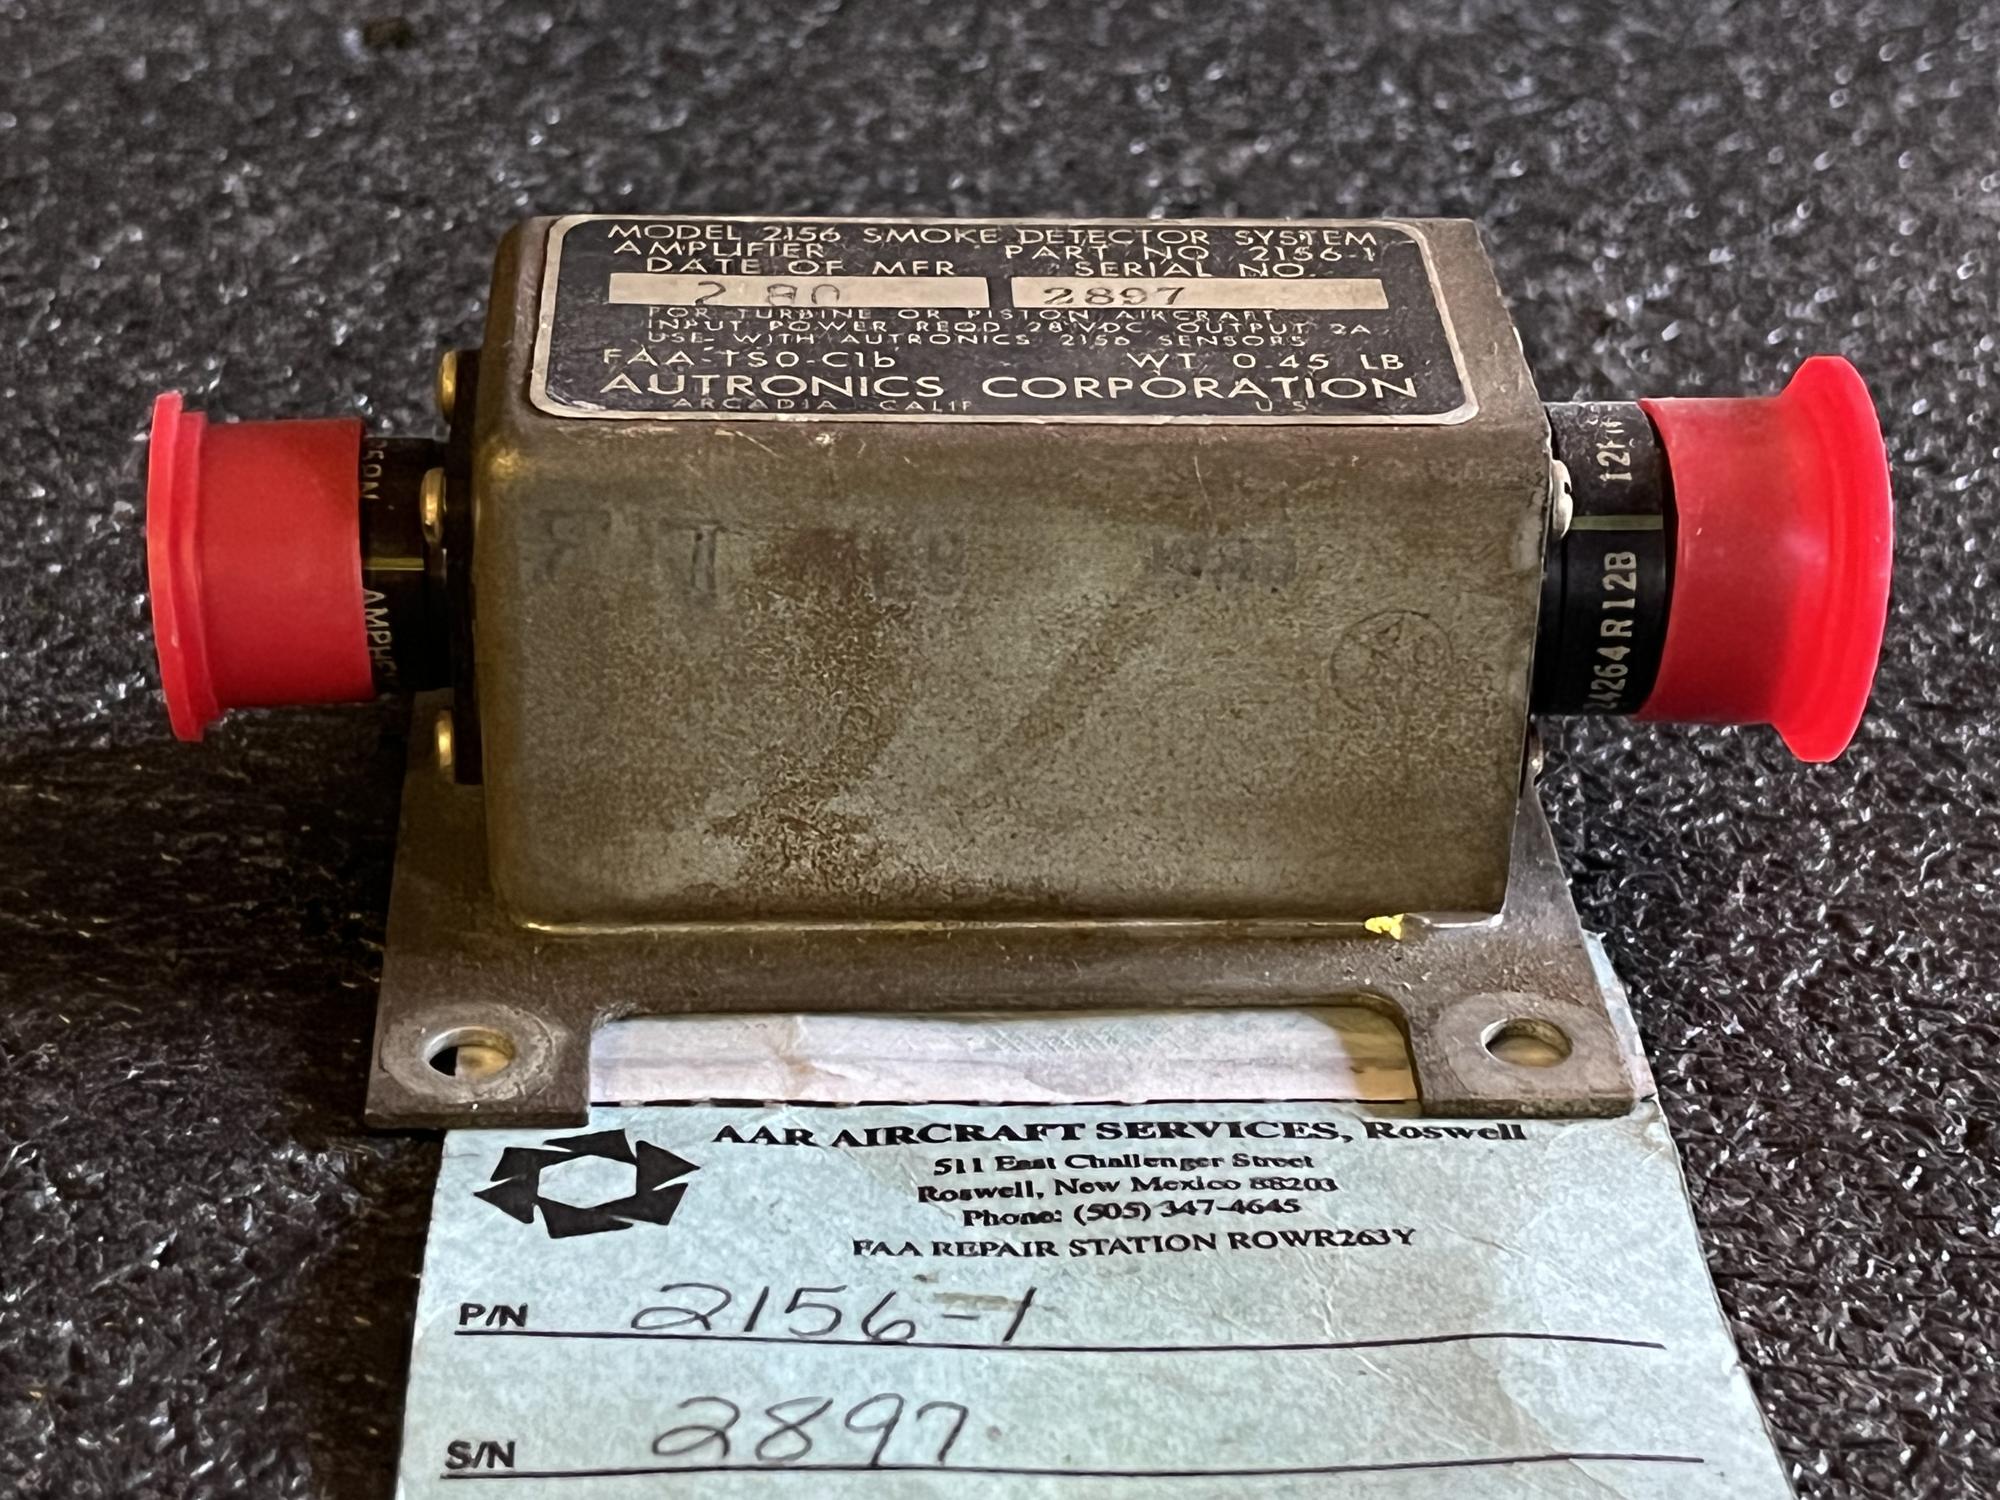 MODEL 2156 SMOKE DETECTOR SYSTEM
AMPLIFIER PART NO 2156-1
DATE OF MFR SERIAL NO.
2 80 2897
FOR TURBINE OR PISTON AIRCRAFT
INPUT POWER REQD 28 VDC OUTPUT 2A
USE WITH AUTRONICS 2156 SENSORS
FAA-TSO-C1b WT 0.45 LB
AUTRONICS CORPORATION
ARCADIA CALIF U S
24264R12B
AAR AIRCRAFT SERVICES, Roswell
511 East Challenger Street
Roswell, New Mexico 88203
Phone: (505) 347-4645
FAA REPAIR STATION ROWR263Y
P/N 2156-1
S/N 2897